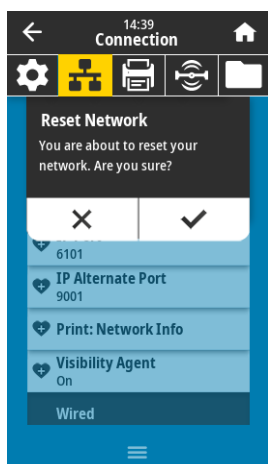 14:39
Connection
Reset Network
You are about to reset your
network. Are you sure?
6101
IP Alternate Port
9001
Print: Network Info
Visibility Agent
On
Wired